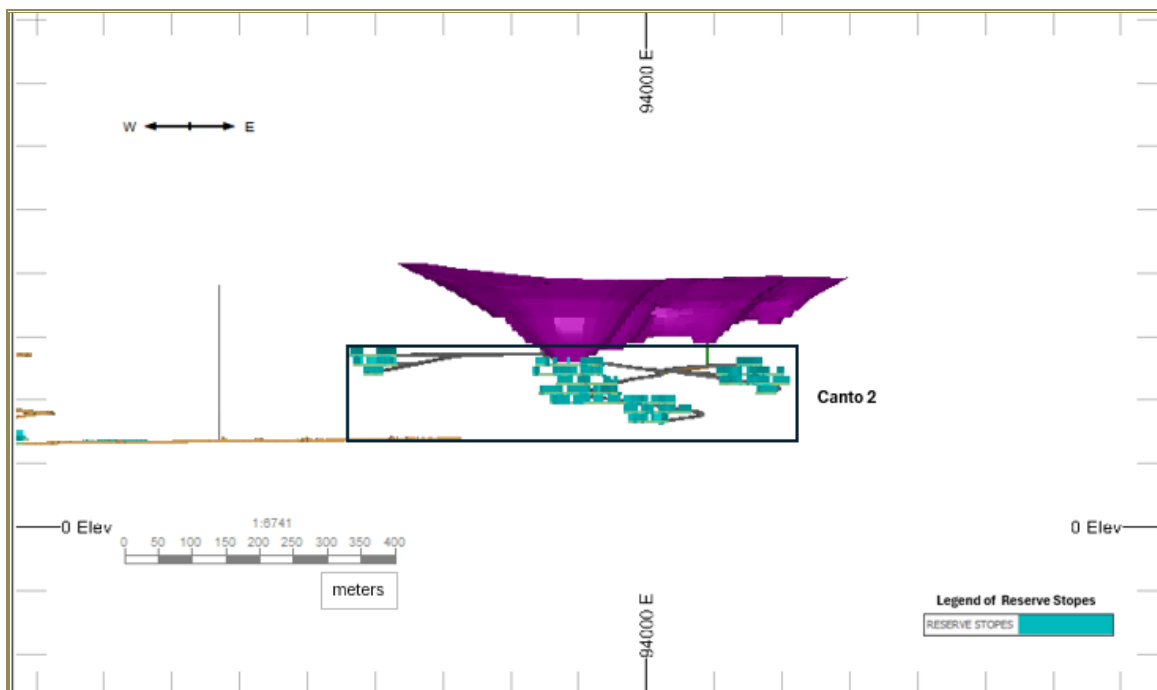 94000 E
W E
Canto 2
0 Elev 0 Elev
1:6741
0 50 100 150 200 250 300 350 400
meters
94000 E
Legend of Reserve Stopes
RESERVE STOPES